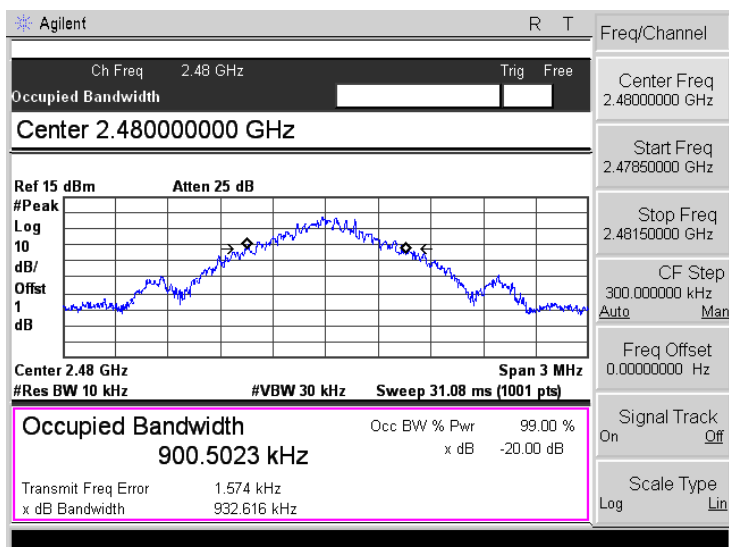 Agilent R T
Ch Freq 2.48 GHz Trig Free
Occupied Bandwidth
Center 2.480000000 GHz
Ref 15 dBm Atten 25 dB
#Peak
Log
10
dB/
Offst
1
dB
Center 2.48 GHz Span 3 MHz
#Res BW 10 kHz #VBW 30 kHz Sweep 31.08 ms (1001 pts)
Occupied Bandwidth Occ BW % Pwr 99.00 %
900.5023 kHz x dB -20.00 dB
Transmit Freq Error 1.574 kHz
x dB Bandwidth 932.616 kHz
Freq/Channel
Center Freq
2.48000000 GHz
Start Freq
2.47850000 GHz
Stop Freq
2.48150000 GHz
CF Step
300.000000 kHz
Auto Man
Freq Offset
0.00000000 Hz
Signal Track
On Off
Scale Type
Log Lin